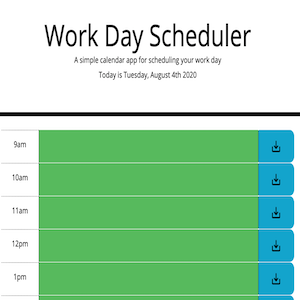 Work Day Scheduler
A simple calendar app for scheduling your work day
Today is Tuesday, August 4th 2020
9am
10am
11am
12pm
1pm